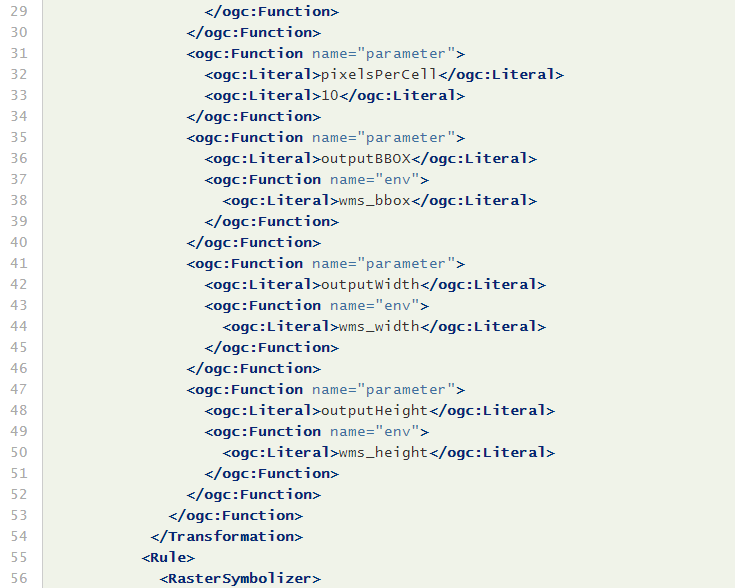 29                   </ogc:Function>
30                 </ogc:Function>
31                 <ogc:Function name="parameter">
32                   <ogc:Literal>pixelsPerCell</ogc:Literal>
33                   <ogc:Literal>10</ogc:Literal>
34                 </ogc:Function>
35                 <ogc:Function name="parameter">
36                   <ogc:Literal>outputBBOX</ogc:Literal>
37                   <ogc:Function name="env">
38                     <ogc:Literal>wms_bbox</ogc:Literal>
39                   </ogc:Function>
40                 </ogc:Function>
41                 <ogc:Function name="parameter">
42                   <ogc:Literal>outputWidth</ogc:Literal>
43                   <ogc:Function name="env">
44                     <ogc:Literal>wms_width</ogc:Literal>
45                   </ogc:Function>
46                 </ogc:Function>
47                 <ogc:Function name="parameter">
48                   <ogc:Literal>outputHeight</ogc:Literal>
49                   <ogc:Function name="env">
50                     <ogc:Literal>wms_height</ogc:Literal>
51                   </ogc:Function>
52                 </ogc:Function>
53               </ogc:Function>
54             </Transformation>
55            <Rule>
56              <RasterSymbolizer>